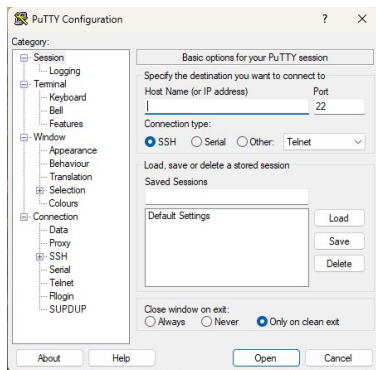 PuTTY Configuration ? X
Category:
Session
Logging
Terminal
Keyboard
Bell
Features
Window
Appearance
Behaviour
Translation
Selection
Colours
Connection
Data
Proxy
SSH
Serial
Telnet
Rlogin
SUPDUP
Basic options for your PuTTY session
Specify the destination you want to connect to
Host Name (or IP address) Port
22
Connection type:
SSH Serial Other: Telnet
Load, save or delete a stored session
Saved Sessions
Default Settings
Load
Save
Delete
Close window on exit:
Always Never Only on clean exit
About Help Open Cancel